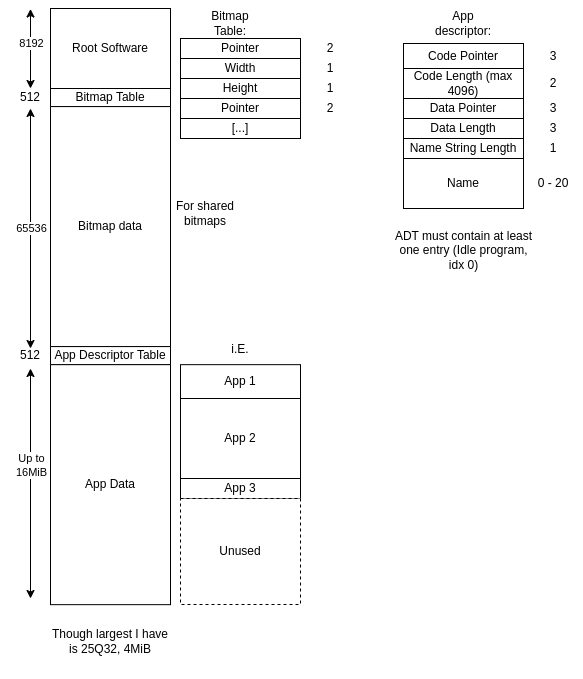 8192
Root Software
512
Bitmap Table
65536
Bitmap data
512
App Descriptor Table
Up to
16MiB
App Data
Though largest I have
is 25Q32, 4MiB
Bitmap
Table:
Pointer 2
Width 1
Height 1
Pointer 2
[...]
For shared
bitmaps
i.E.
App 1
App 2
App 3
Unused
App
descriptor:
Code Pointer 3
Code Length (max
4096) 2
Data Pointer 3
Data Length 3
Name String Length 1
Name 0 - 20
ADT must contain at least
one entry (Idle program,
idx 0)